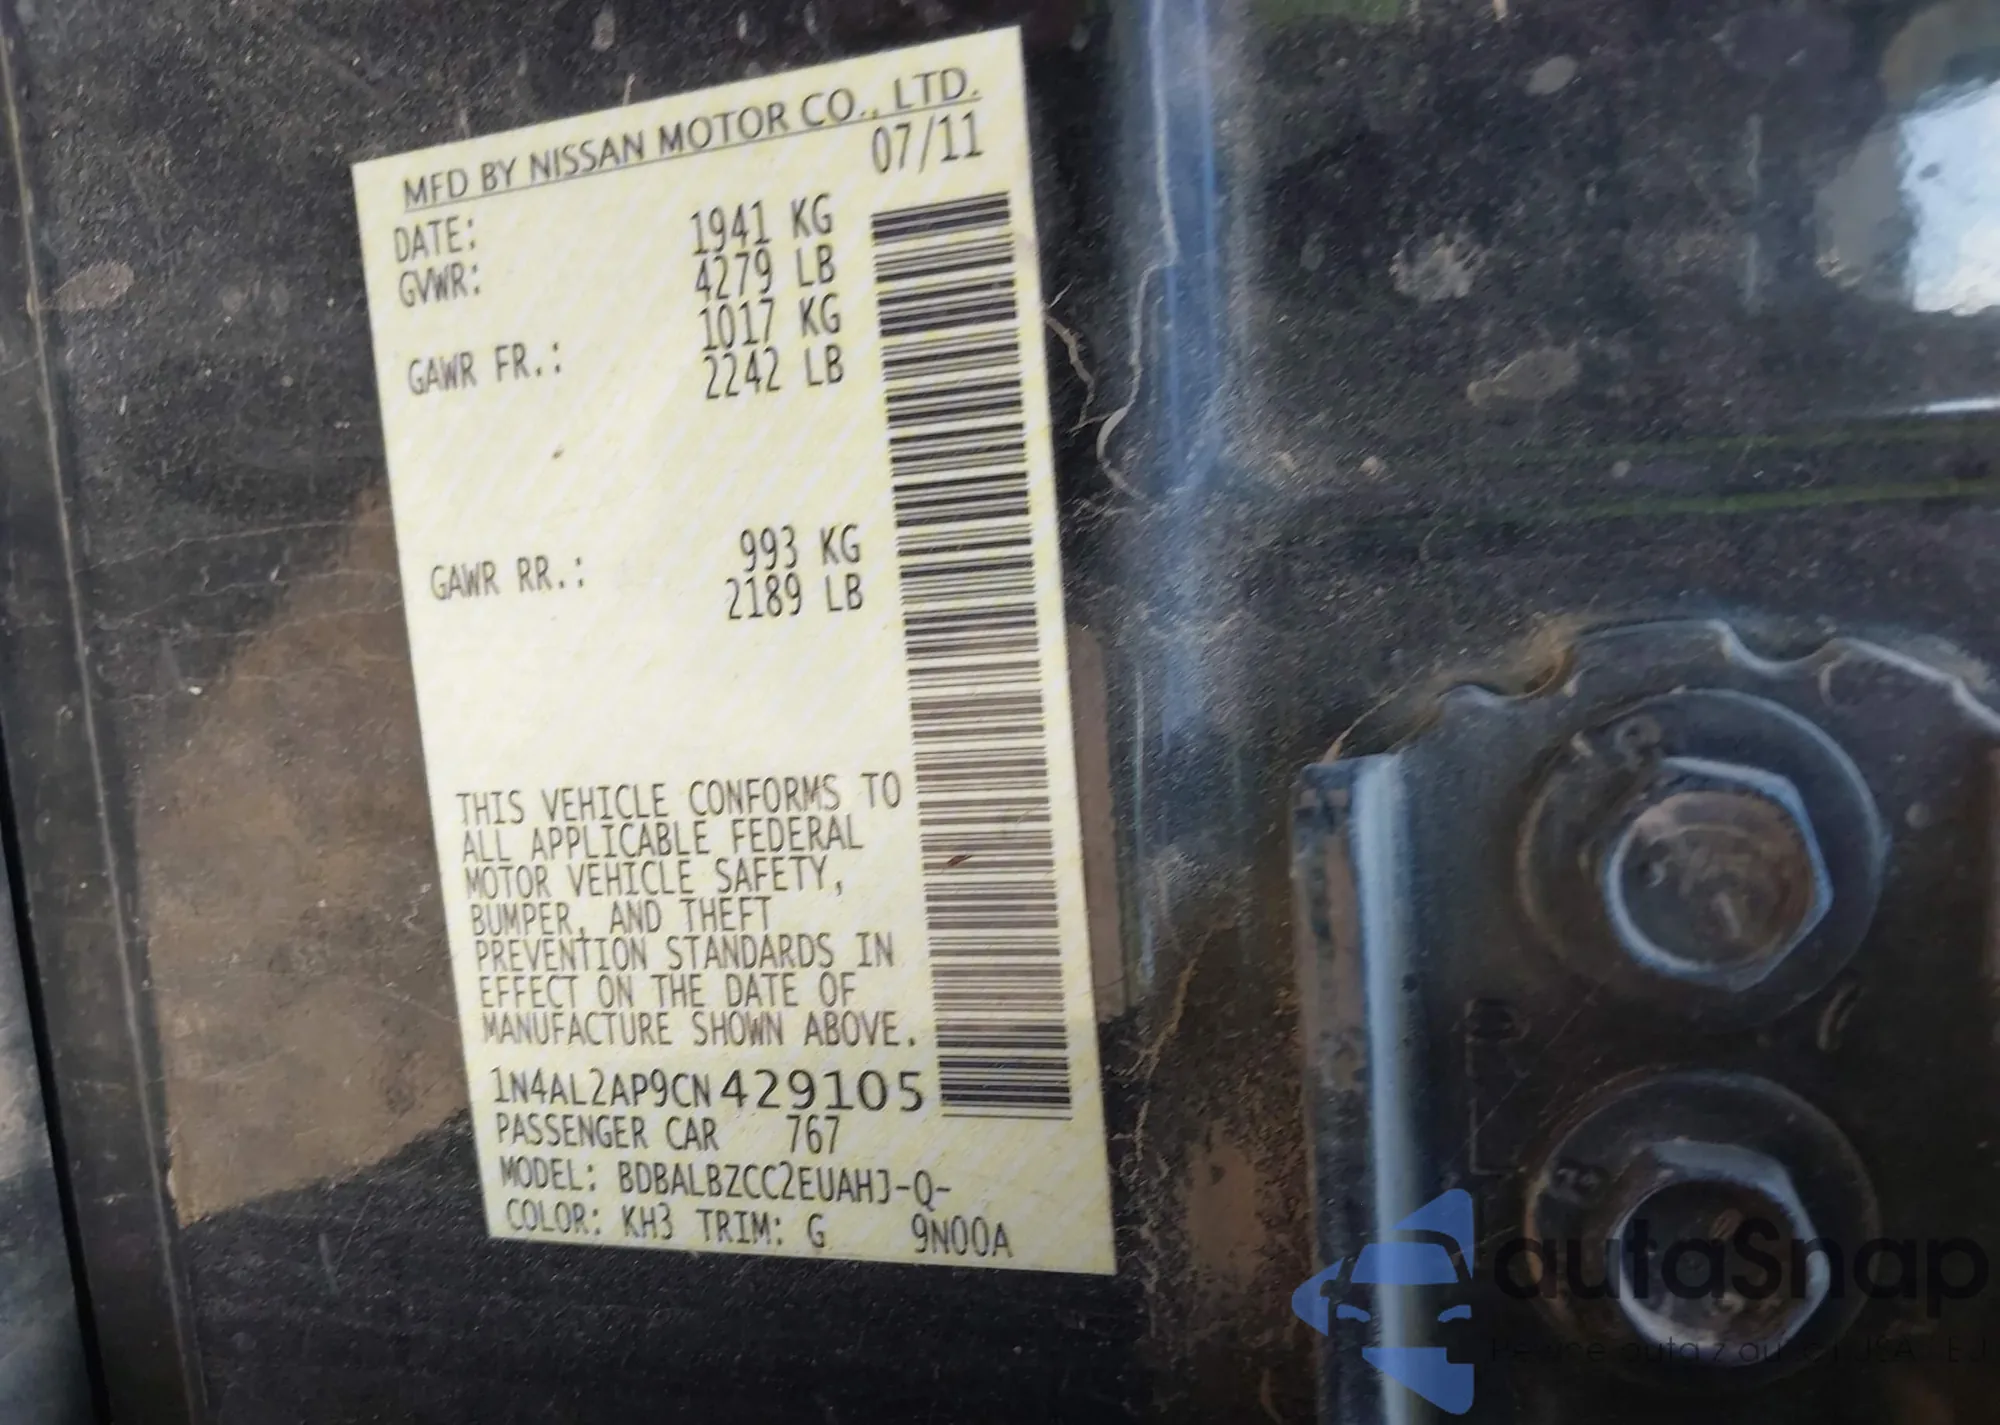 MFD BY NISSAN MOTOR CO., LTD.
DATE: 07/11
GVWR: 1941 KG
4279 LB
GAWR FR.: 1017 KG
2242 LB
GAWR RR.: 993 KG
2189 LB
THIS VEHICLE CONFORMS TO
ALL APPLICABLE FEDERAL
MOTOR VEHICLE SAFETY,
BUMPER, AND THEFT
PREVENTION STANDARDS IN
EFFECT ON THE DATE OF
MANUFACTURE SHOWN ABOVE.
1N4AL2AP9CN429105
PASSENGER CAR 767
MODEL: BDBALBZCC2EUAHJ-Q-
COLOR: KH3 TRIM: G 9N00A
autaSnap